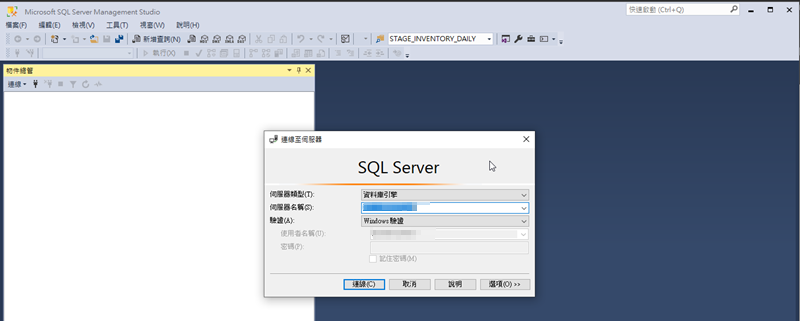 Microsoft SQL Server Management Studio
快速啟動 (Ctrl+Q)
檔案(F) 編輯(E) 檢視(V) 工具(T) 視窗(W) 說明(H)
新增查詢(N) STAGE_INVENTORY_DAILY
執行(X)
物件總管
連線
連線至伺服器
SQL Server
伺服器類型(T): 資料庫引擎
伺服器名稱(S):
驗證(A): Windows 驗證
使用者名稱(U):
密碼(P):
記住密碼(M)
連線(C) 取消 說明 選項(O) >>